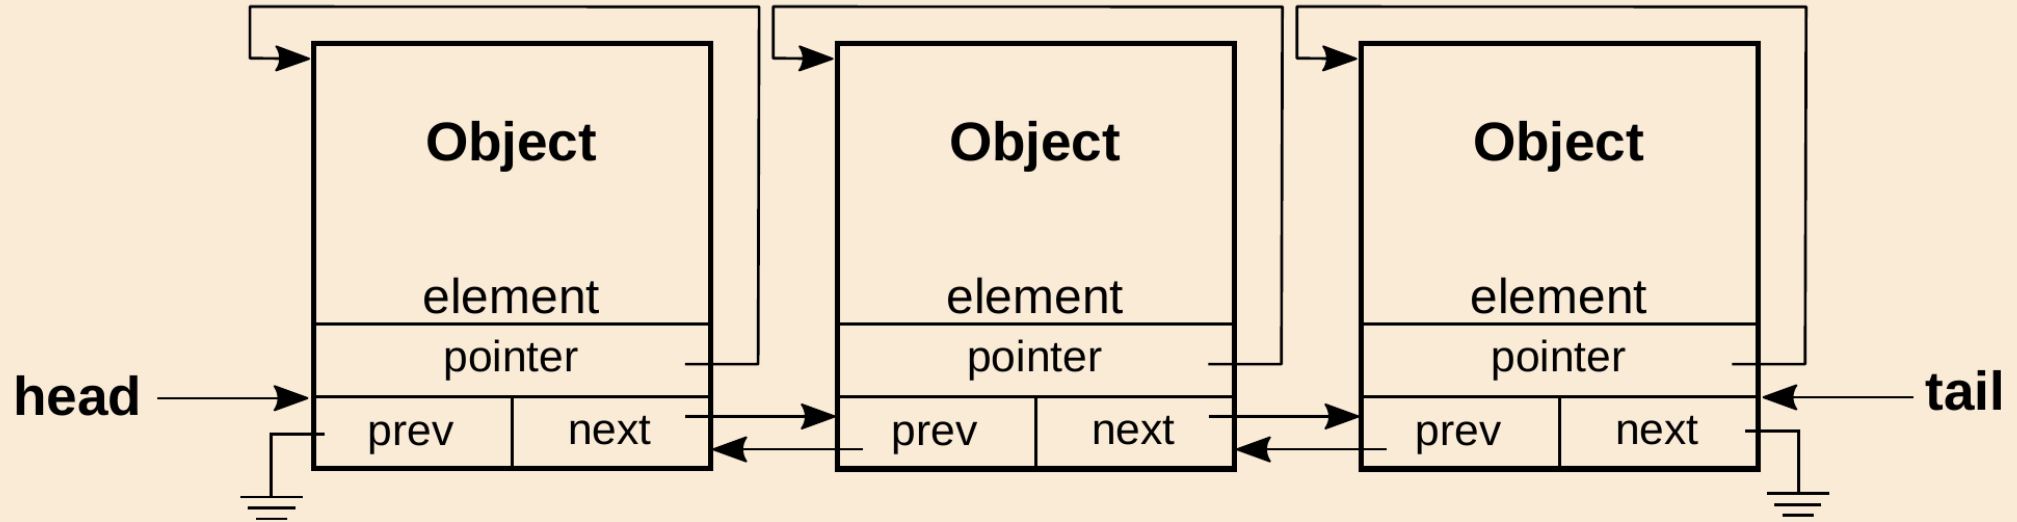 Object Object Object
element element element
pointer pointer pointer
head tail
prev next prev next prev next